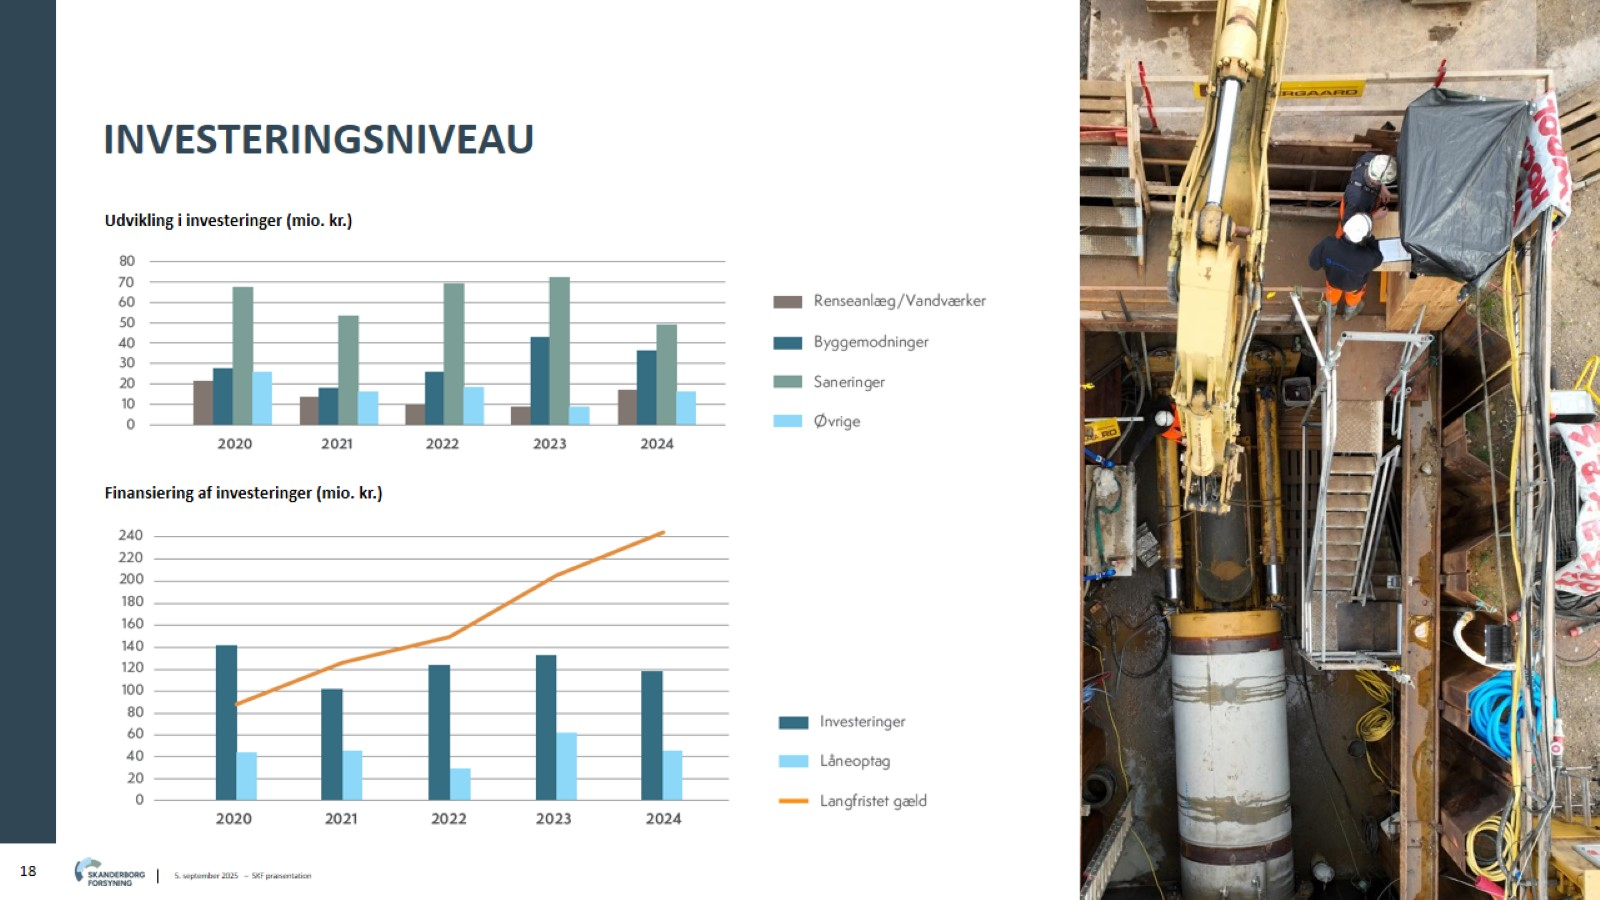 INVESTERINGSNIVEAU
Udvikling i investeringer (mio. kr.)
80
70
60
50
40
30
20
10
0
2020 2021 2022 2023 2024
Renseanlæg/Vandværker
Byggemodninger
Saneringer
Øvrige
Finansiering af investeringer (mio. kr.)
240
220
200
180
160
140
120
100
80
60
40
20
0
2020 2021 2022 2023 2024
Investeringer
Låneoptag
Langfristet gæld
18
SKANDERBORG
FORSYNING
5. september 2025 – SKF præsentation